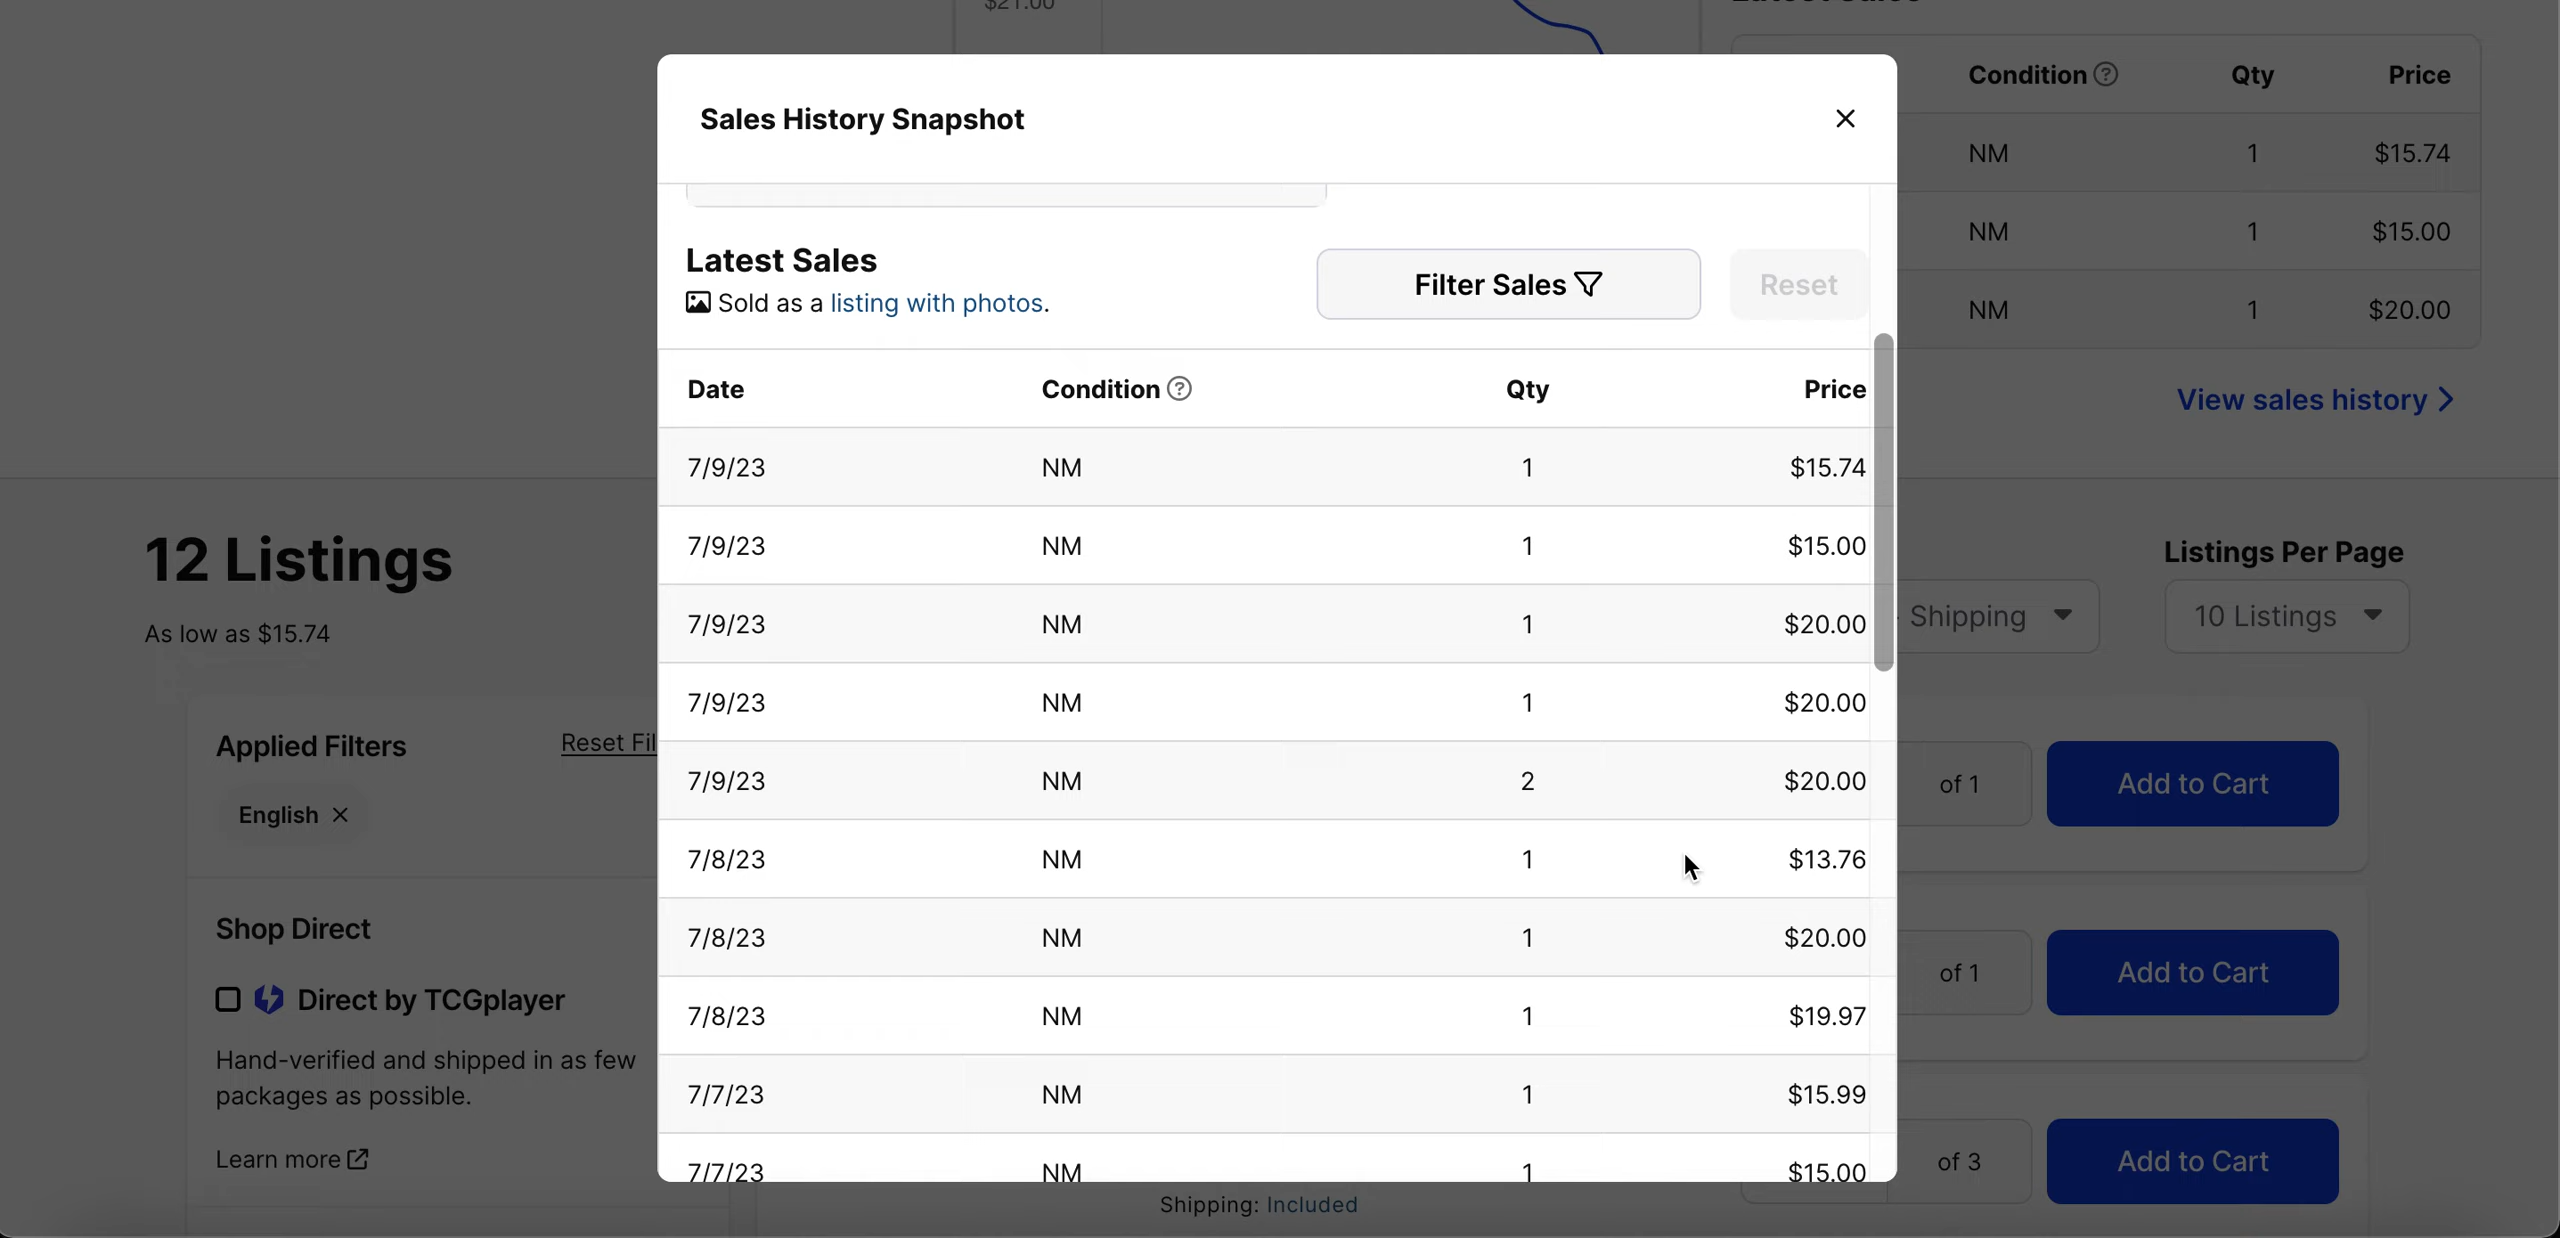 $21.00
Condition Qty Price
NM 1 $15.74
NM 1 $15.00
NM 1 $20.00
View sales history
Sales History Snapshot
Latest Sales
Sold as a listing with photos.
Filter Sales
Reset
Date Condition Qty Price
7/9/23 NM 1 $15.74
7/9/23 NM 1 $15.00
7/9/23 NM 1 $20.00
7/9/23 NM 1 $20.00
7/9/23 NM 2 $20.00
7/8/23 NM 1 $13.76
7/8/23 NM 1 $20.00
7/8/23 NM 1 $19.97
7/7/23 NM 1 $15.99
7/7/23 NM 1 $15.00
12 Listings
As low as $15.74
Listings Per Page
Shipping
10 Listings
Applied Filters
Reset Fil
English
Shop Direct
Direct by TCGplayer
Hand-verified and shipped in as few
packages as possible.
Learn more
of 1 Add to Cart
of 1 Add to Cart
of 3 Add to Cart
Shipping: Included